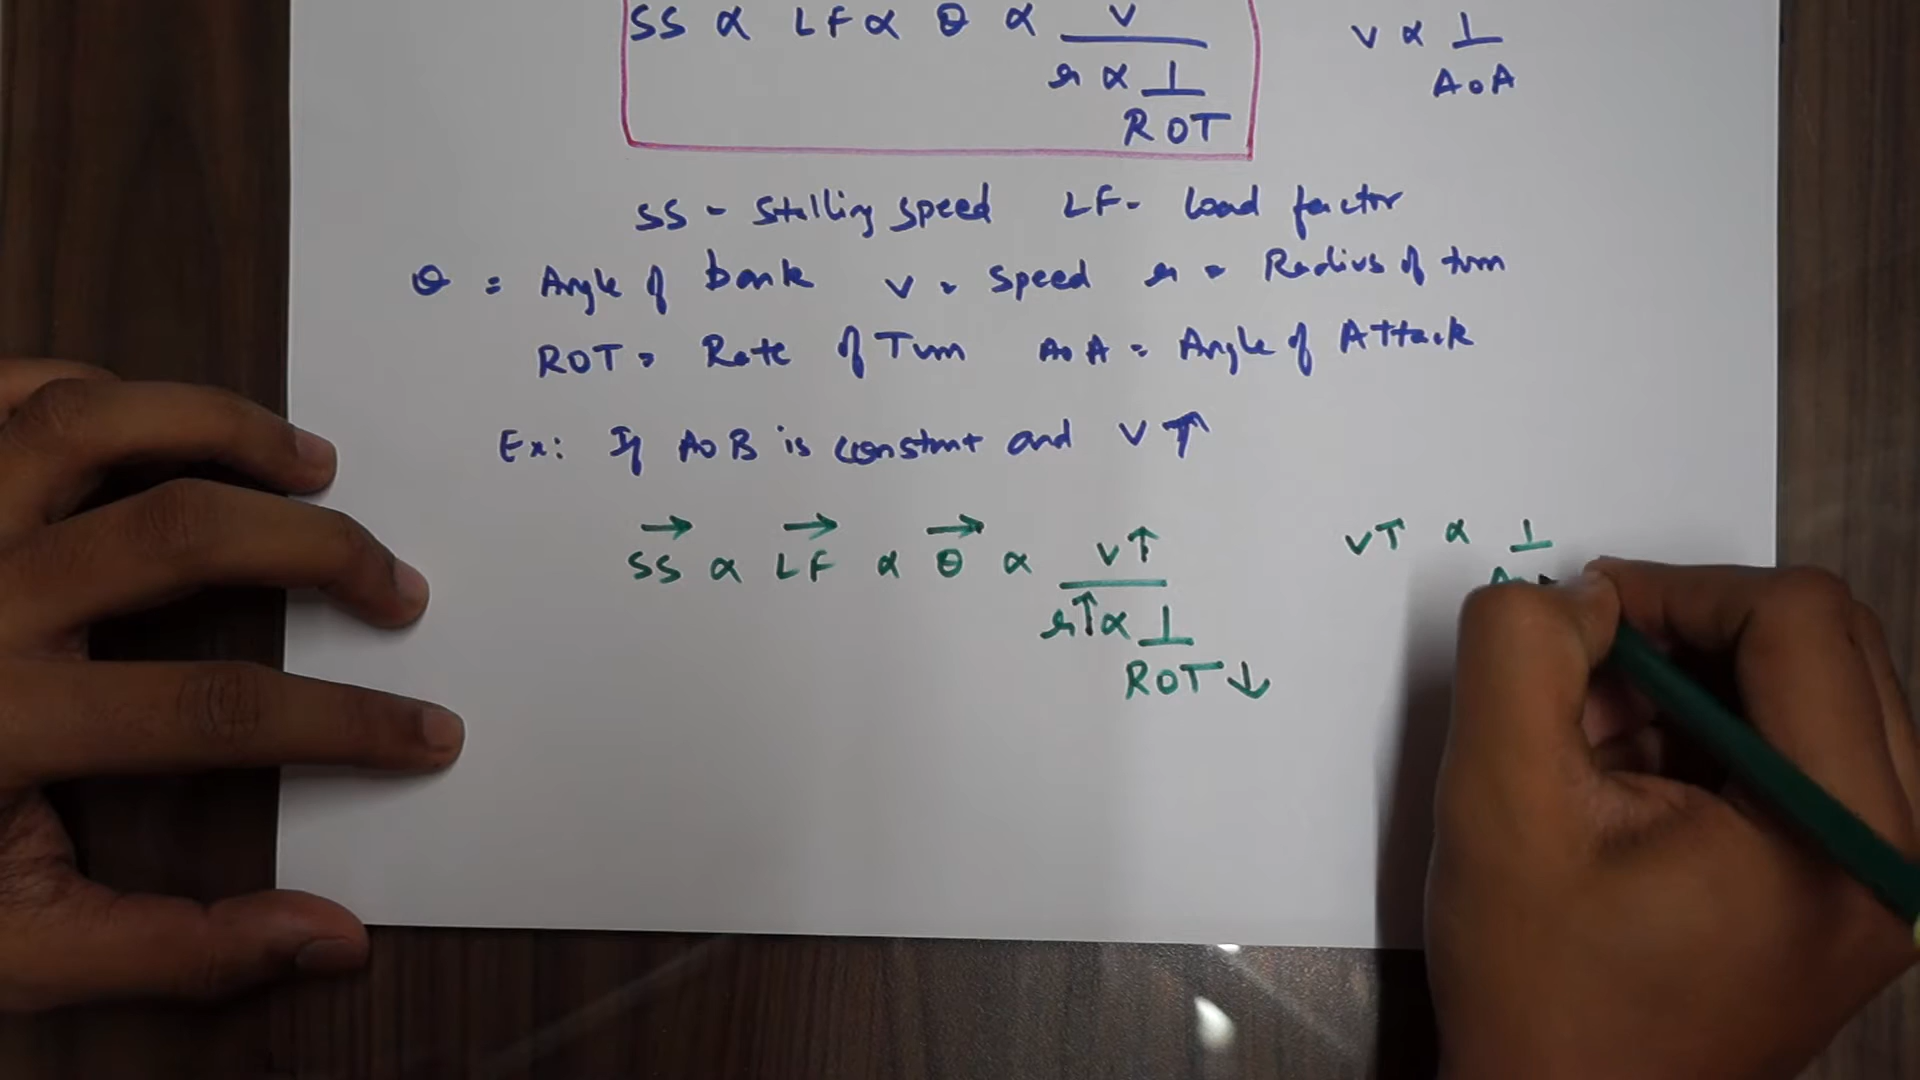 SS ∝ LF ∝ θ ∝ v / r ∝ 1 / ROT
v ∝ 1 / AoA
SS - Stalling speed LF - Load factor
θ = Angle of bank v = Speed r = Radius of turn
ROT = Rate of Turn AoA = Angle of Attack
Ex: If AoB is constant and V ↑
SS → ∝ LF → ∝ θ → ∝ v ↑ / r ↑ ∝ 1 / ROT ↓
v ↑ ∝ 1